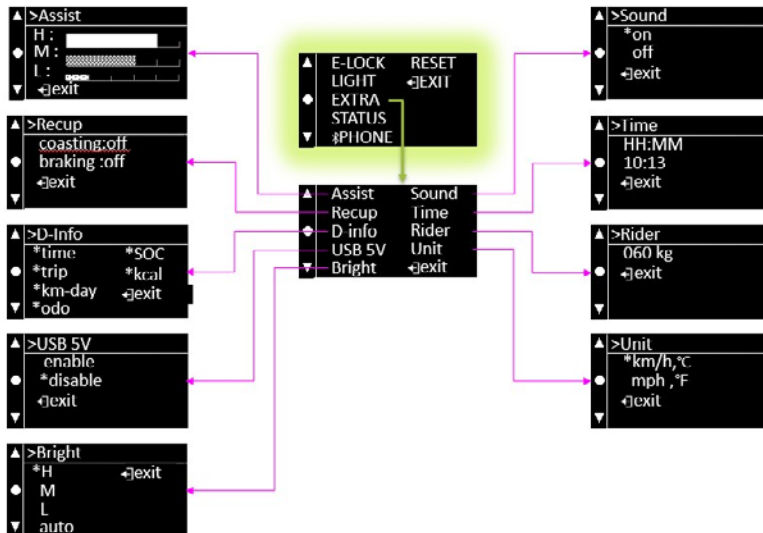 >Assist
H :
M :
L :
exit
>Recup
coasting:off
braking :off
exit
>D-Info
*time *SOC
*trip *kcal
*km-day exit
*odo
>USB 5V
enable
*disable
exit
>Bright
*H exit
M
L
auto
E-LOCK RESET
LIGHT EXIT
EXTRA
STATUS
PHONE
Assist Sound
Recup Time
D-info Rider
USB 5V Unit
Bright exit
>Sound
*on
off
exit
>Time
HH:MM
10:13
exit
>Rider
060 kg
exit
>Unit
*km/h,℃
mph ,℉
exit